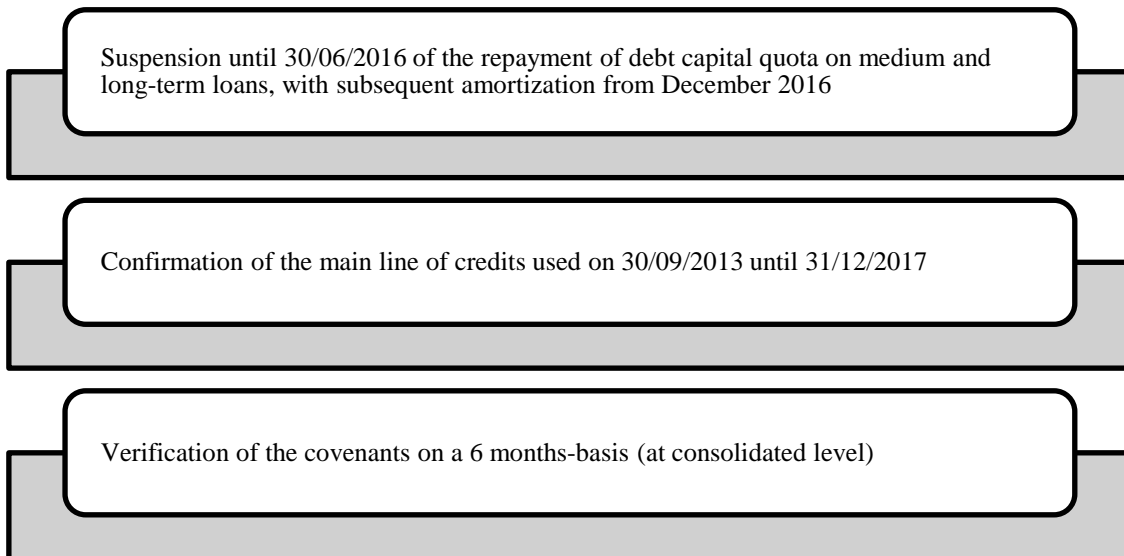 Suspension until 30/06/2016 of the repayment of debt capital quota on medium and
long-term loans, with subsequent amortization from December 2016
Confirmation of the main line of credits used on 30/09/2013 until 31/12/2017
Verification of the covenants on a 6 months-basis (at consolidated level)